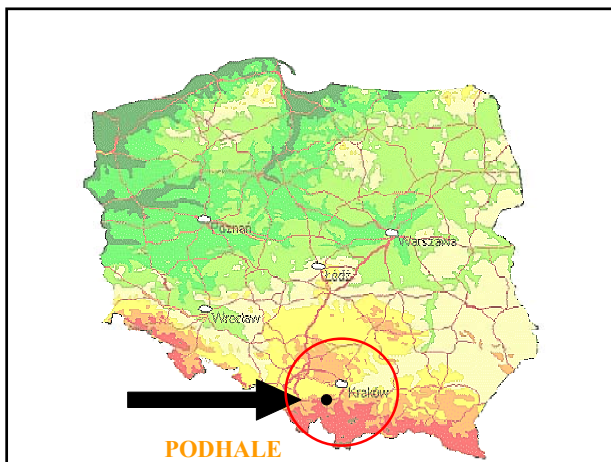 Poznań
Warszawa
Łódź
Wrocław
Kraków
PODHALE